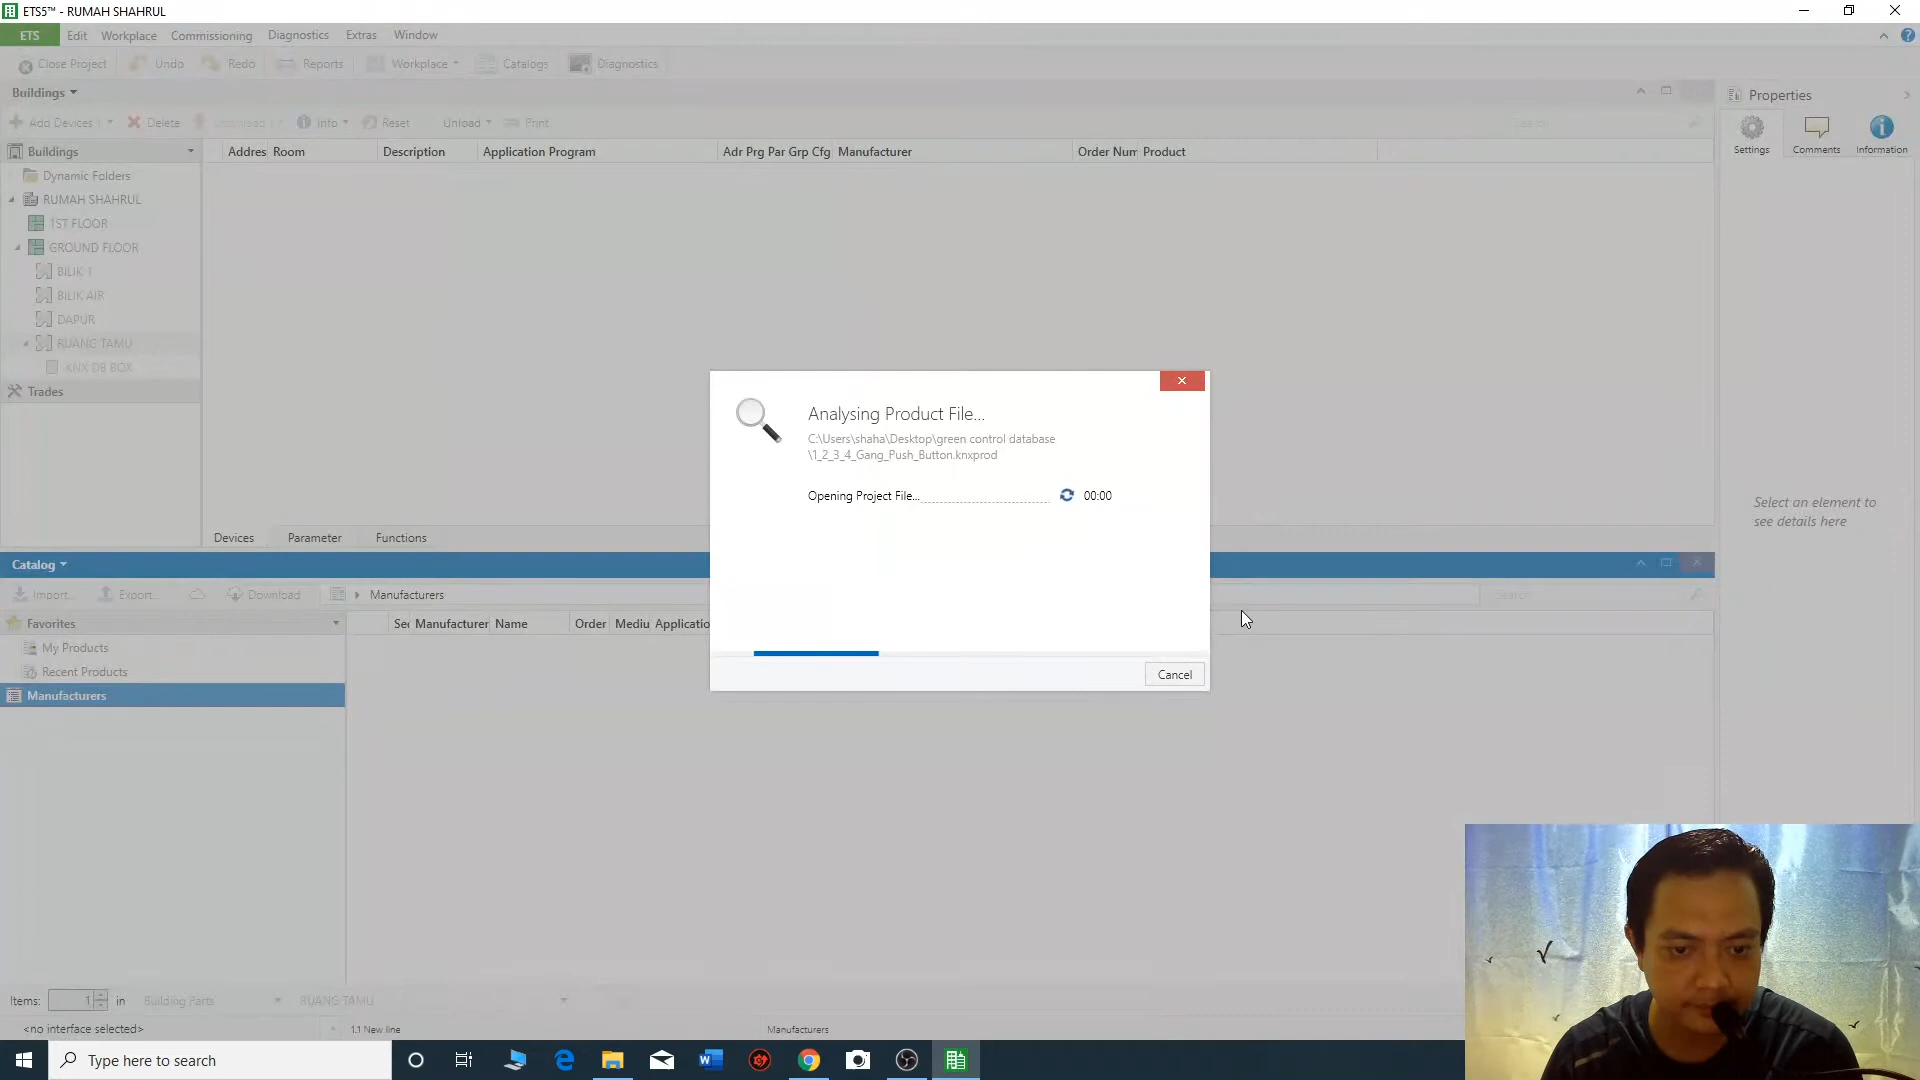 ETS5™ - RUMAH SHAHRUL
ETS Edit Workplace Commissioning Diagnostics Extras Window
Close Project Undo Redo Reports Workplace Catalogs Diagnostics
Buildings
Add Devices Delete Download Info Reset Unload Print Search
Buildings
Addres Room Description Application Program Adr Prg Par Grp Cfg Manufacturer Order Num Product
Dynamic Folders
RUMAH SHAHRUL
1ST FLOOR
GROUND FLOOR
BILIK 1
BILIK AIR
DAPUR
RUANG TAMU
KNX DB BOX
Trades
Devices Parameter Functions
Properties
Settings Comments Information
Select an element to
see details here
Analysing Product File...
C:\Users\shaha\Desktop\green control database
\1_2_3_4_Gang_Push_Button.knxprod
Opening Project File... 00:00
Cancel
Catalog
Import... Export... Download Manufacturers Search
Favorites
Sec Manufacturer Name Order Mediu Applicatio
My Products
Recent Products
Manufacturers
Items: 1 in Building Parts RUANG TAMU
<no interface selected> 1.1 New line Manufacturers
Type here to search